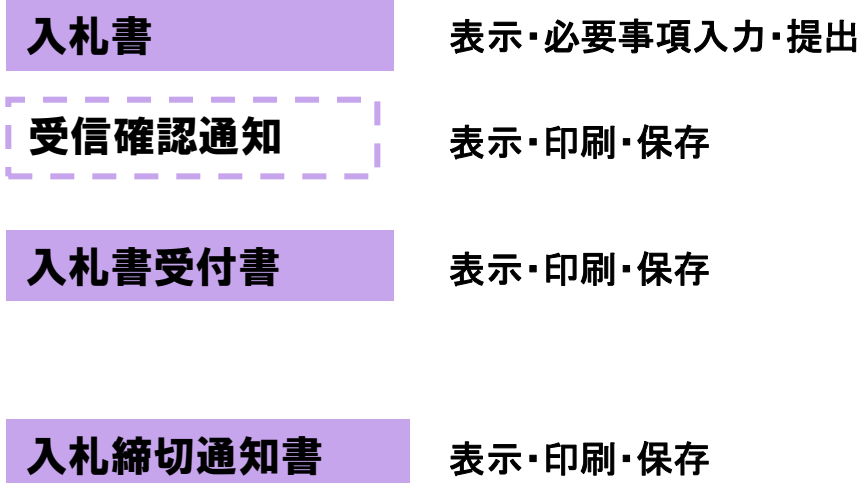 入札書 表示・必要事項入力・提出
受信確認通知 表示・印刷・保存
入札書受付書 表示・印刷・保存
入札締切通知書 表示・印刷・保存